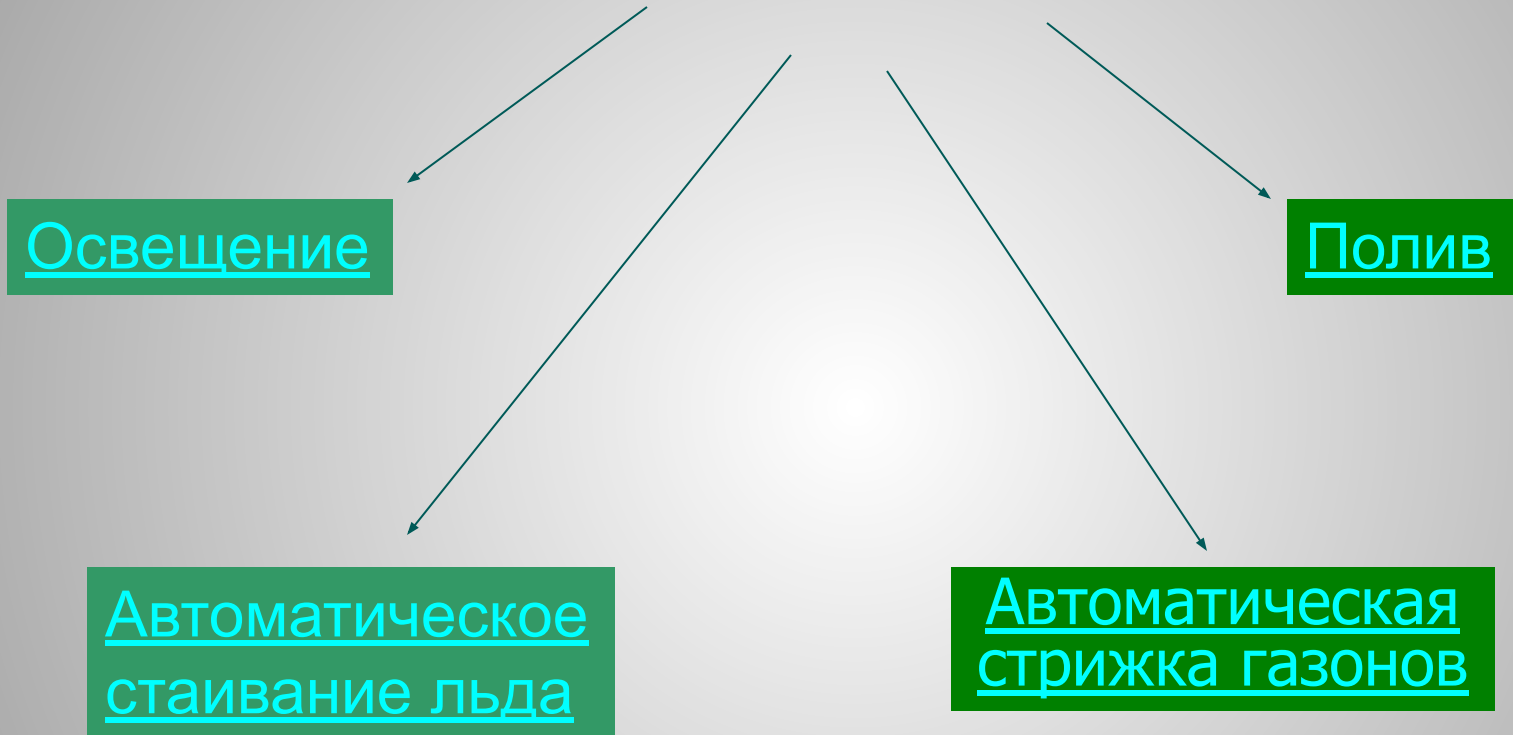 Освещение
Полив
Автоматическое
стаивание льда
Автоматическая
стрижка газонов